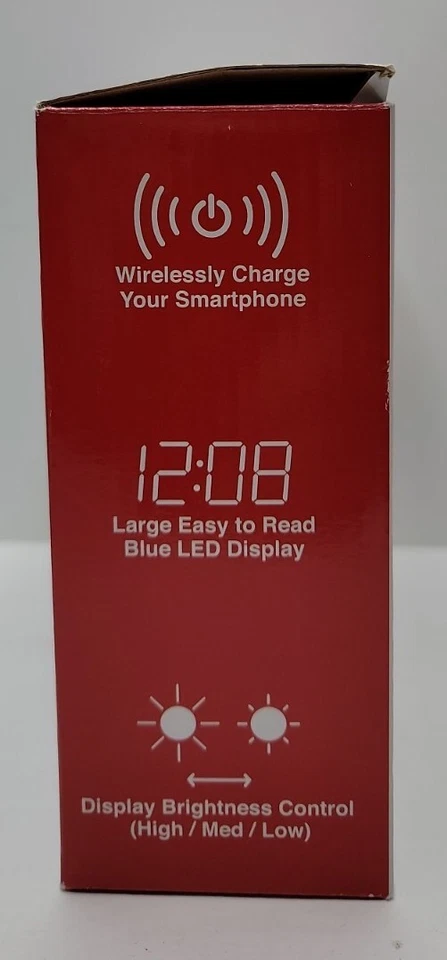 Wirelessly Charge
Your Smartphone
12:08
Large Easy to Read
Blue LED Display
Display Brightness Control
(High / Med / Low)